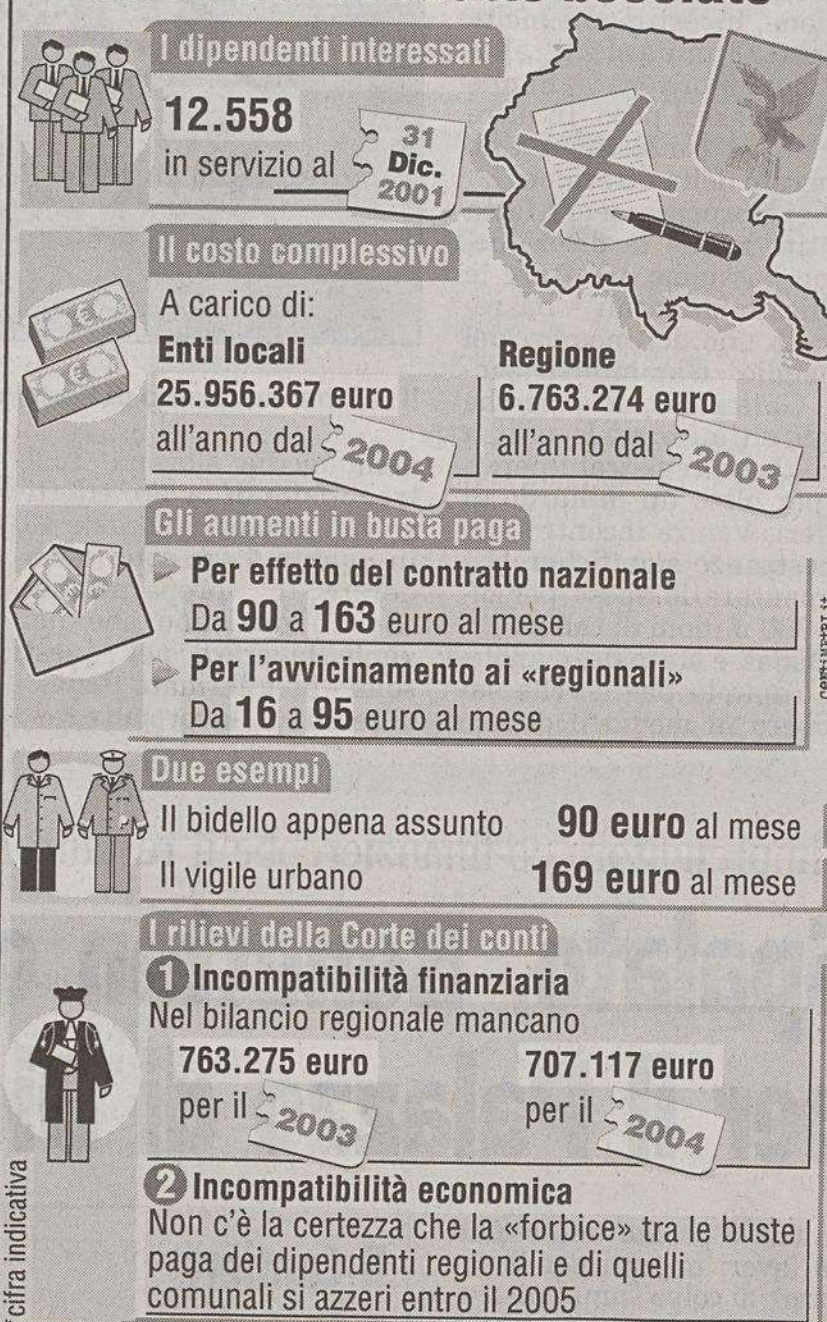 I dipendenti interessati
12.558
in servizio al 31 Dic. 2001
Il costo complessivo
A carico di:
Enti locali
25.956.367 euro
all'anno dal 2004
Regione
6.763.274 euro
all'anno dal 2003
Gli aumenti in busta paga
Per effetto del contratto nazionale
Da 90 a 163 euro al mese
Per l'avvicinamento ai «regionali»
Da 16 a 95 euro al mese
Due esempi
Il bidello appena assunto 90 euro al mese
Il vigile urbano 169 euro al mese
I rilievi della Corte dei conti
1 Incompatibilità finanziaria
Nel bilancio regionale mancano
763.275 euro
per il 2003
707.117 euro
per il 2004
2 Incompatibilità economica
Non c'è la certezza che la «forbice» tra le buste
paga dei dipendenti regionali e di quelli
comunali si azzeri entro il 2005
cifra indicativa